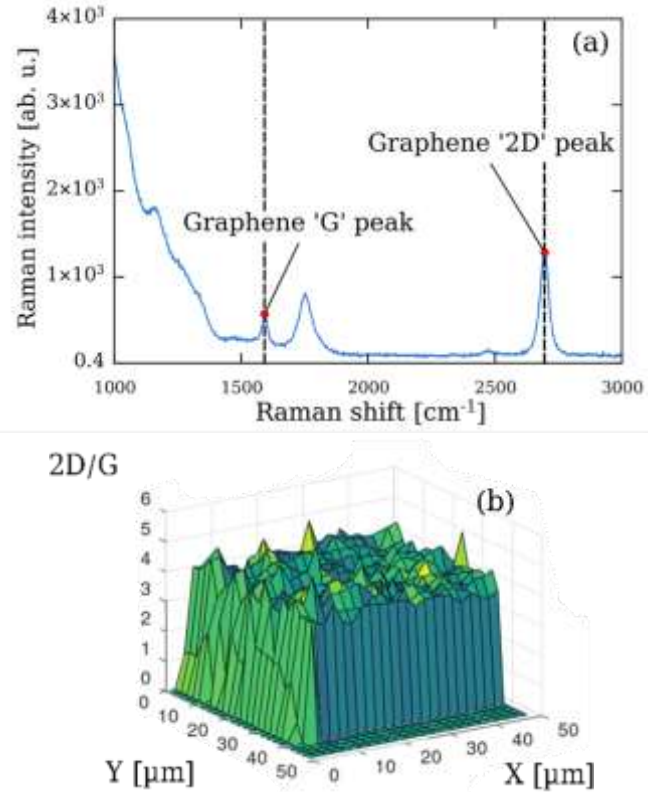 4×10³
(a)
Raman intensity [ab. u.]
3×10³
Graphene '2D' peak
2×10³
Graphene 'G' peak
1×10³
0.4
1000 1500 2000 2500 3000
Raman shift [cm⁻¹]
2D/G
(b)
6
5
4
3
2
1
0
0 10 20 30 40 50
Y [μm]
0 10 20 30 40 50
X [μm]